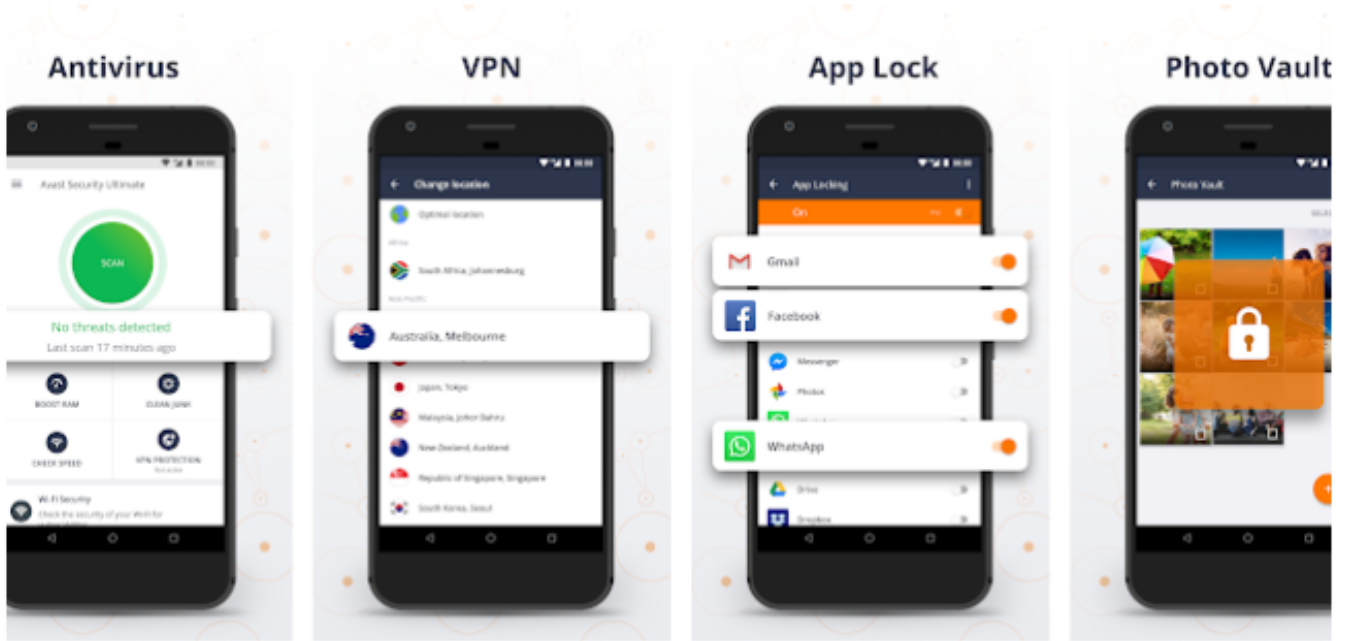 Antivirus
Avast Security Ultimate
SCAN
No threats detected
Last scan 17 minutes ago
BOOST RAM
CLEAN JUNK
CHECK SPEED
VPN PROTECTION
Wi-Fi Security
Check the security of your Wi-Fi for
VPN
Change location
Optimal location
Africa
South Africa, Johannesburg
Asia Pacific
Australia, Melbourne
Japan, Tokyo
Malaysia, Johor Bahru
New Zealand, Auckland
Republic of Singapore, Singapore
South Korea, Seoul
App Lock
App Locking
On
Gmail
Facebook
Messenger
Photos
WhatsApp
Drive
Dropbox
Photo Vault
Photo Vault